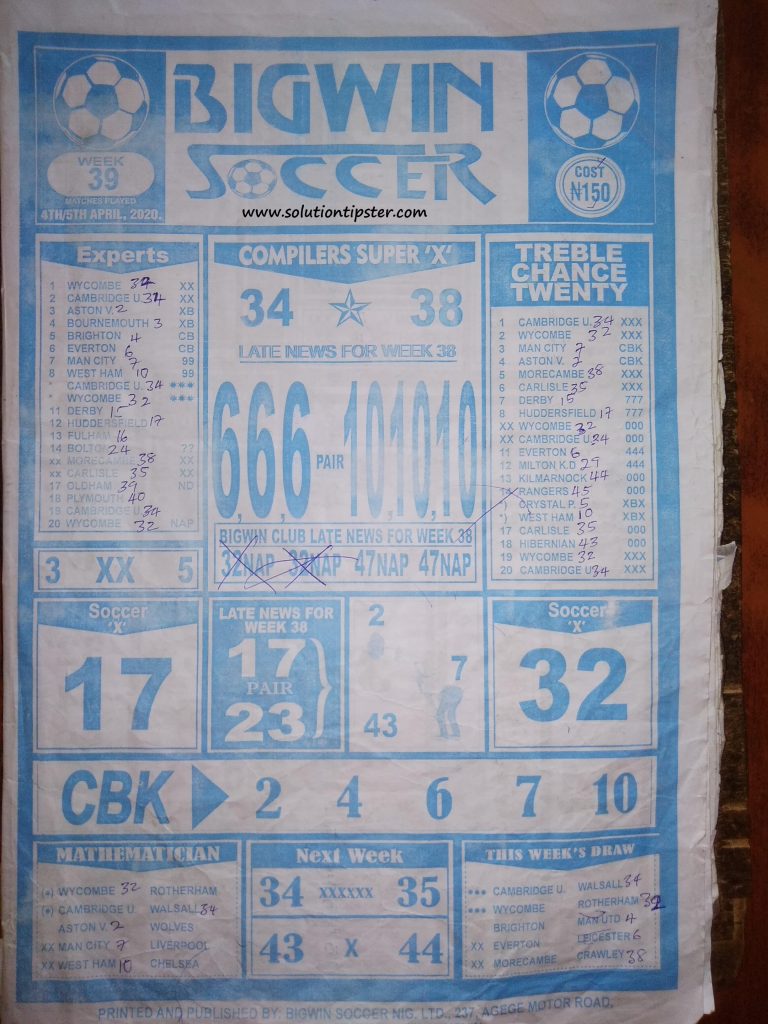 BIGWIN
SOCCER
WEEK
39
MATCHES PLAYED
4TH/5TH APRIL, 2020.
COST
₦150
www.solutiontipster.com
Experts
1 WYCOMBE 32 XX
2 CAMBRIDGE U. 34 XX
3 ASTON V. 2 XB
4 BOURNEMOUTH 3 XB
5 BRIGHTON 4 CB
6 EVERTON 6 CB
7 MAN CITY 7 99
8 WEST HAM 10 99
* CAMBRIDGE U. 34 ***
* WYCOMBE 32 ***
11 DERBY 15
12 HUDDERSFIELD 17
13 FULHAM 16
14 BOLTON 24 ??
xx MORECAMBE 38 XX
xx CARLISLE 35 XX
17 OLDHAM 39 ND
18 PLYMOUTH 40
19 CAMBRIDGE U. 34
20 WYCOMBE 32 NAP
3 XX 5
COMPILERS SUPER 'X'
34 38
LATE NEWS FOR WEEK 38
6,6,6 PAIR 10,10,10
BIGWIN CLUB LATE NEWS FOR WEEK 38
32NAP 32NAP 47NAP 47NAP
TREBLE
CHANCE
TWENTY
1 CAMBRIDGE U. 34 XXX
2 WYCOMBE 32 XXX
3 MAN CITY 7 CBK
4 ASTON V. 2 CBK
5 MORECAMBE 38 XXX
6 CARLISLE 35 XXX
7 DERBY 15 777
8 HUDDERSFIELD 17 777
XX WYCOMBE 32 000
XX CAMBRIDGE U. 34 000
11 EVERTON 6 444
12 MILTON K.D 29 444
13 KILMARNOCK 44 000
14 RANGERS 45 000
*) CRYSTAL P. 5 XBX
*) WEST HAM 10 XBX
17 CARLISLE 35 000
18 HIBERNIAN 43 000
19 WYCOMBE 32 XXX
20 CAMBRIDGE U. 34 XXX
Soccer
'X'
17
LATE NEWS FOR
WEEK 38
17
PAIR
23
2
7
43
Soccer
'X'
32
CBK 2 4 6 7 10
MATHEMATICIAN
(*) WYCOMBE 32 ROTHERHAM
(*) CAMBRIDGE U. WALSALL 34
ASTON V. 2 WOLVES
XX MAN CITY 7 LIVERPOOL
XX WEST HAM 10 CHELSEA
Next Week
34 XXXXXX 35
43 X 44
THIS WEEK'S DRAW
*** CAMBRIDGE U. WALSALL 34
*** WYCOMBE ROTHERHAM 32
BRIGHTON MAN UTD 4
XX EVERTON LEICESTER 6
XX MORECAMBE CRAWLEY 38
PRINTED AND PUBLISHED BY: BIGWIN SOCCER NIG. LTD., 237, AGEGE MOTOR ROAD,